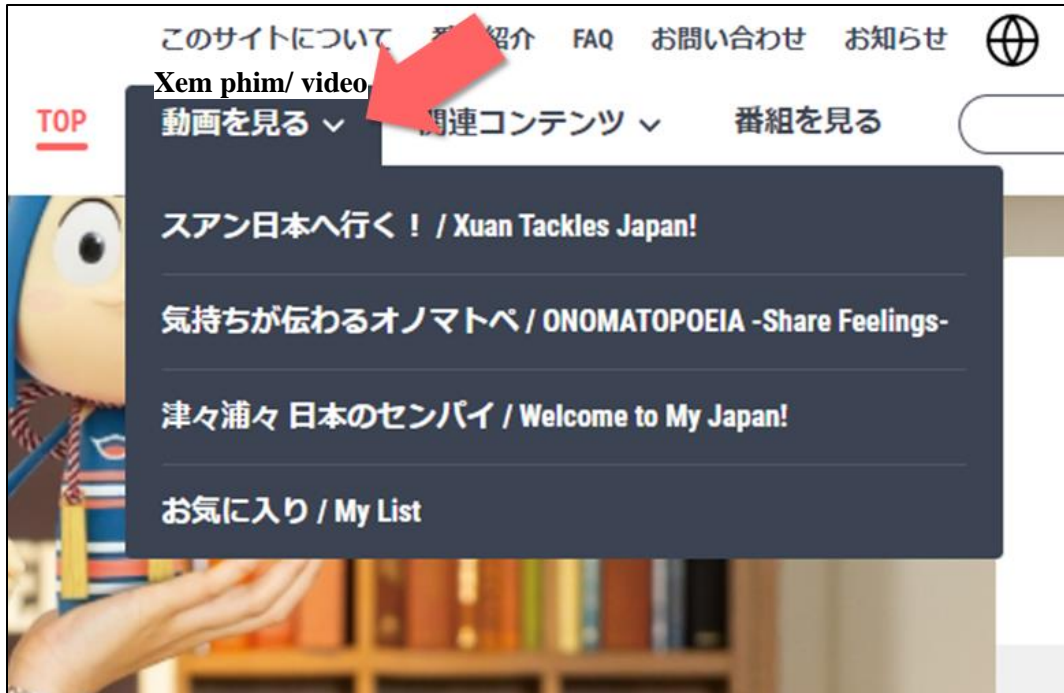 このサイトについて 紹介 FAQ お問い合わせ お知らせ
Xem phim/ video
TOP 動画を見る 連コンテンツ 番組を見る
スアン日本へ行く！ / Xuan Tackles Japan!
気持ちが伝わるオノマトペ / ONOMATOPOEIA -Share Feelings-
津々浦々 日本のセンパイ / Welcome to My Japan!
お気に入り / My List